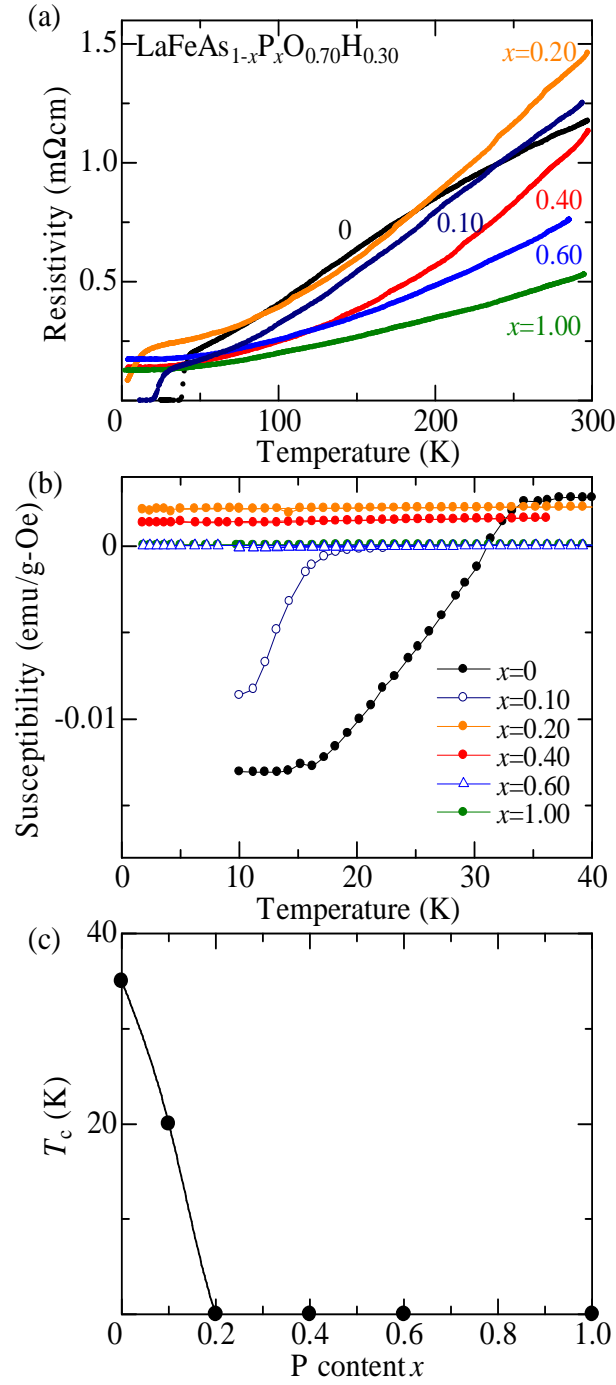 (a)
1.5
LaFeAs1-xPxO0.70H0.30
x=0.20
1.0
0
0.10
0.40
0.60
0.5
x=1.00
0
100
200
300
Resistivity (mΩcm)
Temperature (K)
(b)
0
-0.01
x=0
x=0.10
x=0.20
x=0.40
x=0.60
x=1.00
0
10
20
30
40
Susceptibility (emu/g-Oe)
Temperature (K)
(c)
40
20
0
0
0.2
0.4
0.6
0.8
1.0
Tc (K)
P content x